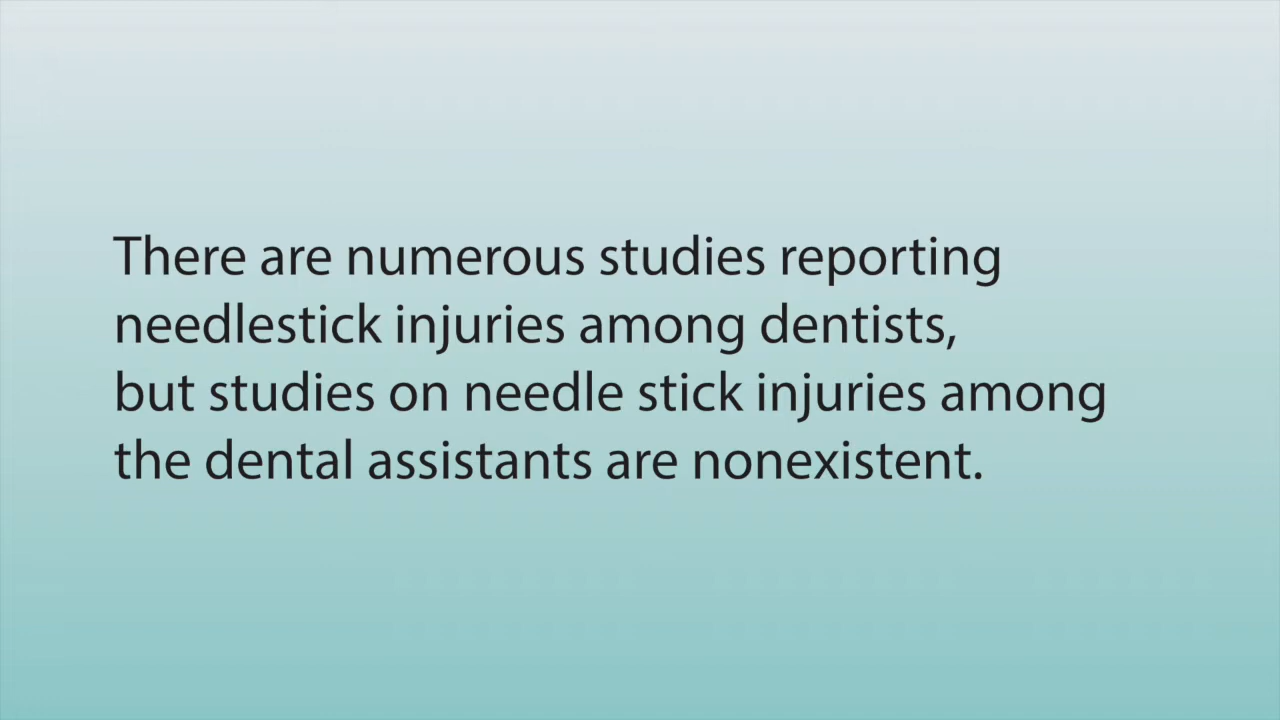 There are numerous studies reporting
needlestick injuries among dentists,
but studies on needle stick injuries among
the dental assistants are nonexistent.